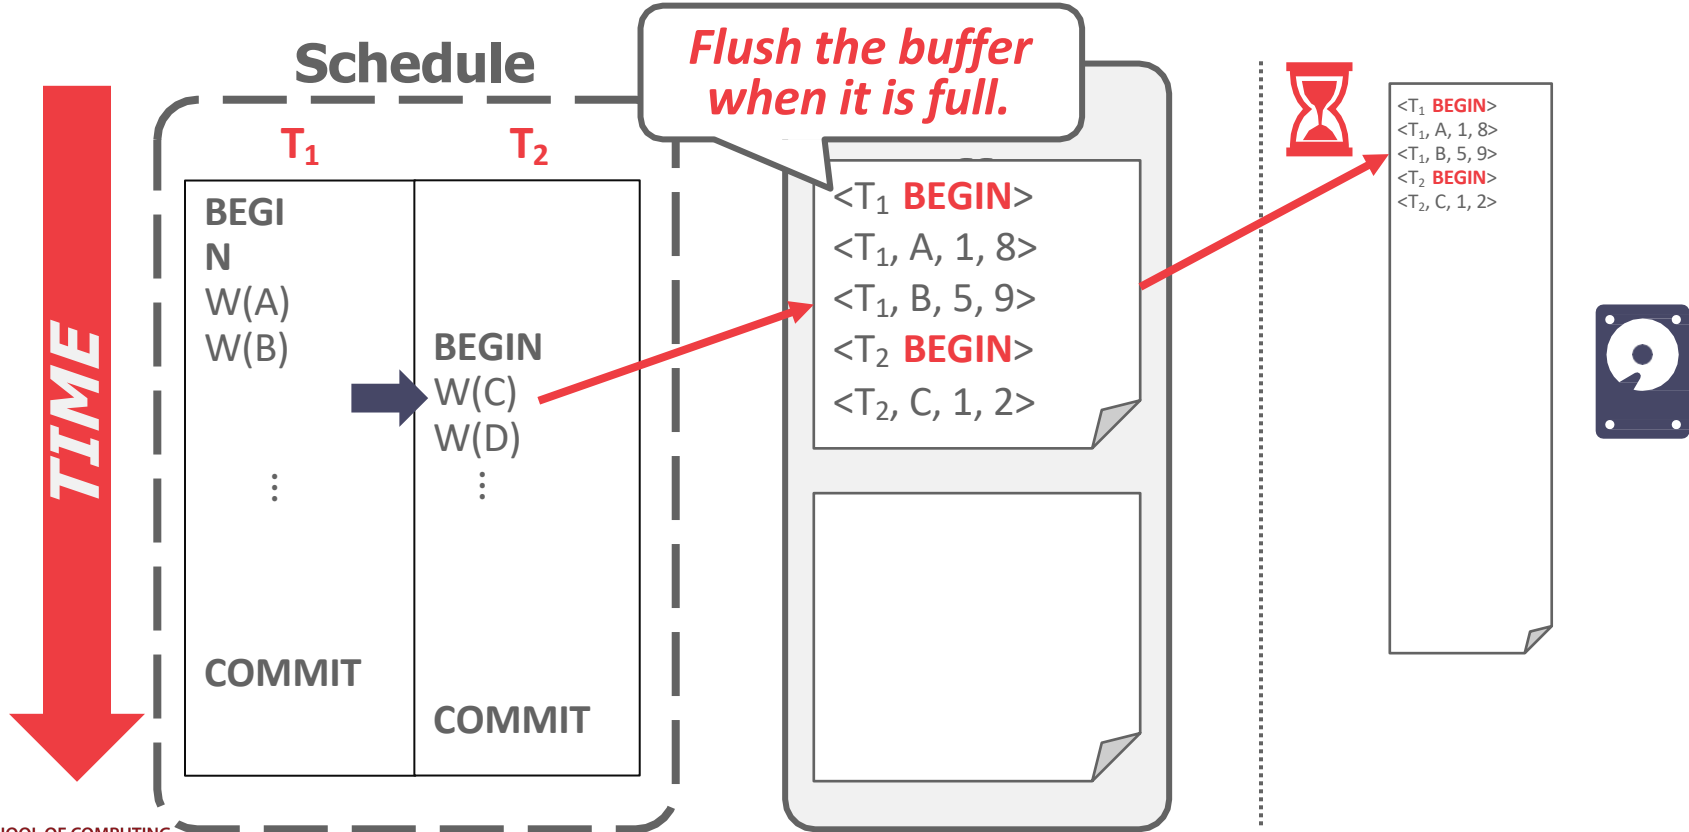 Schedule
Flush the buffer
when it is full.
TIME
T₁
T₂
BEGI
N
W(A)
W(B)
⋮
COMMIT
BEGIN
W(C)
W(D)
⋮
COMMIT
<T₁ BEGIN>
<T₁, A, 1, 8>
<T₁, B, 5, 9>
<T₂ BEGIN>
<T₂, C, 1, 2>
<T₁ BEGIN>
<T₁, A, 1, 8>
<T₁, B, 5, 9>
<T₂ BEGIN>
<T₂, C, 1, 2>
OF COMPUTING